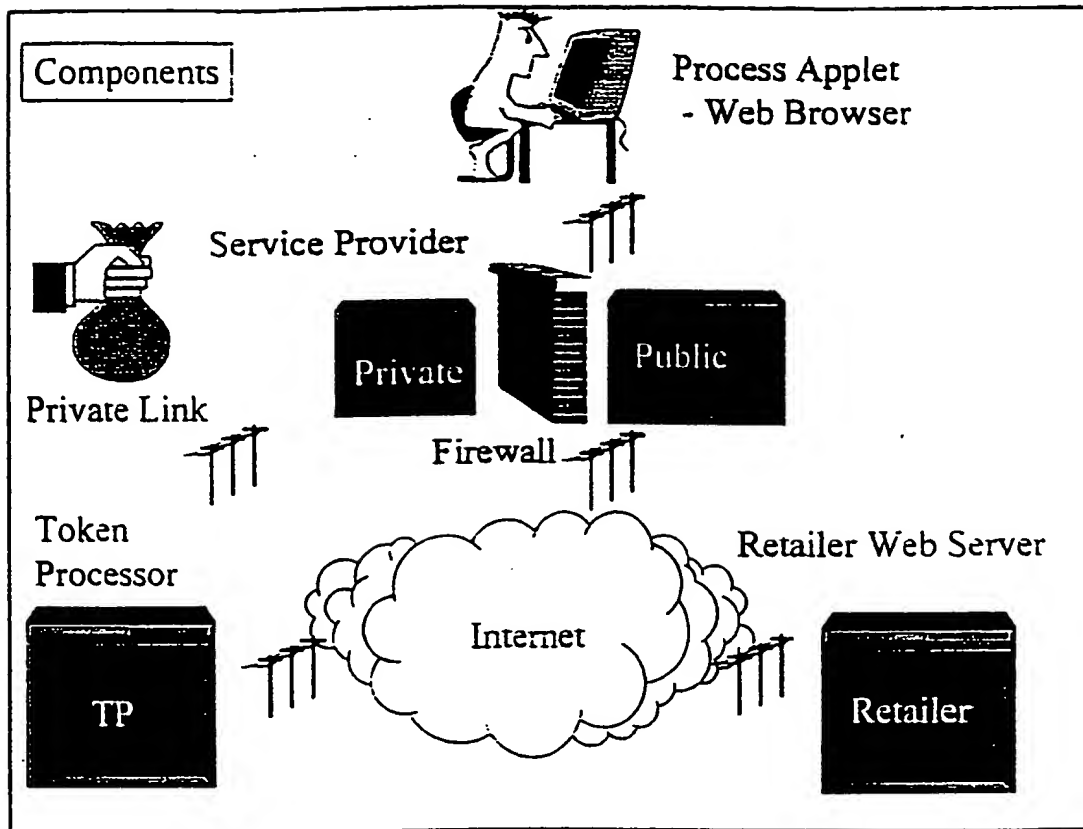 Components
Process Applet
- Web Browser
Service Provider
Private
Public
Private Link
Firewall
Token
Processor
Retailer Web Server
Internet
TP
Retailer